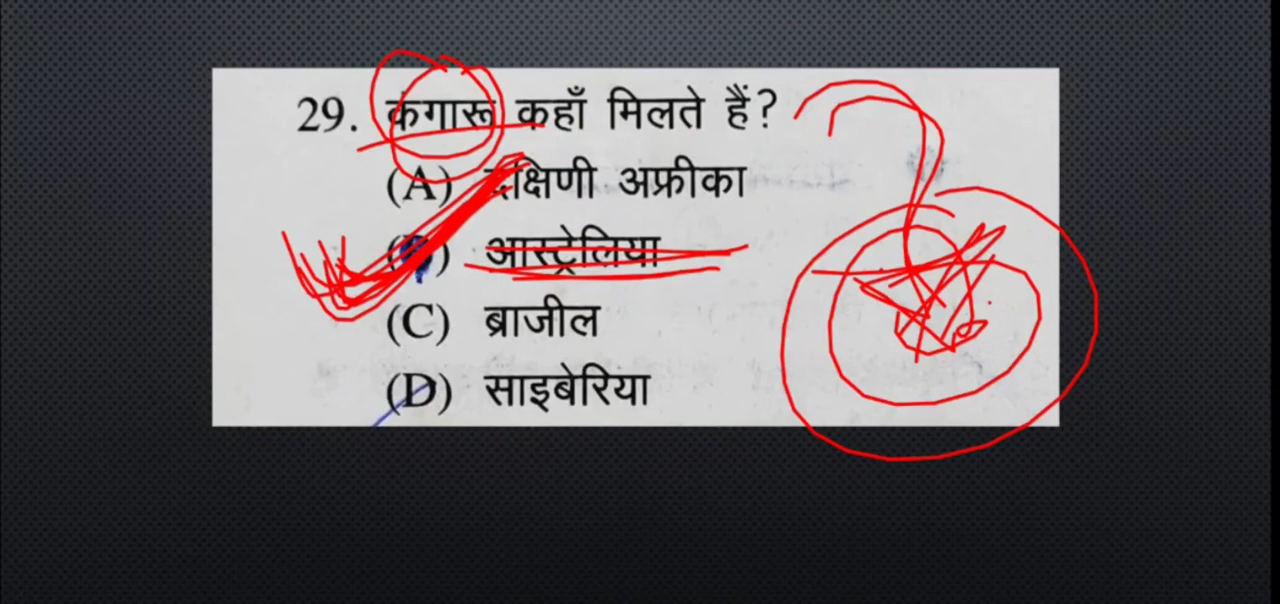 29. कंगारू कहाँ मिलते हैं?
(A) दक्षिणी अफ्रीका
(B) आस्ट्रेलिया
(C) ब्राजील
(D) साइबेरिया